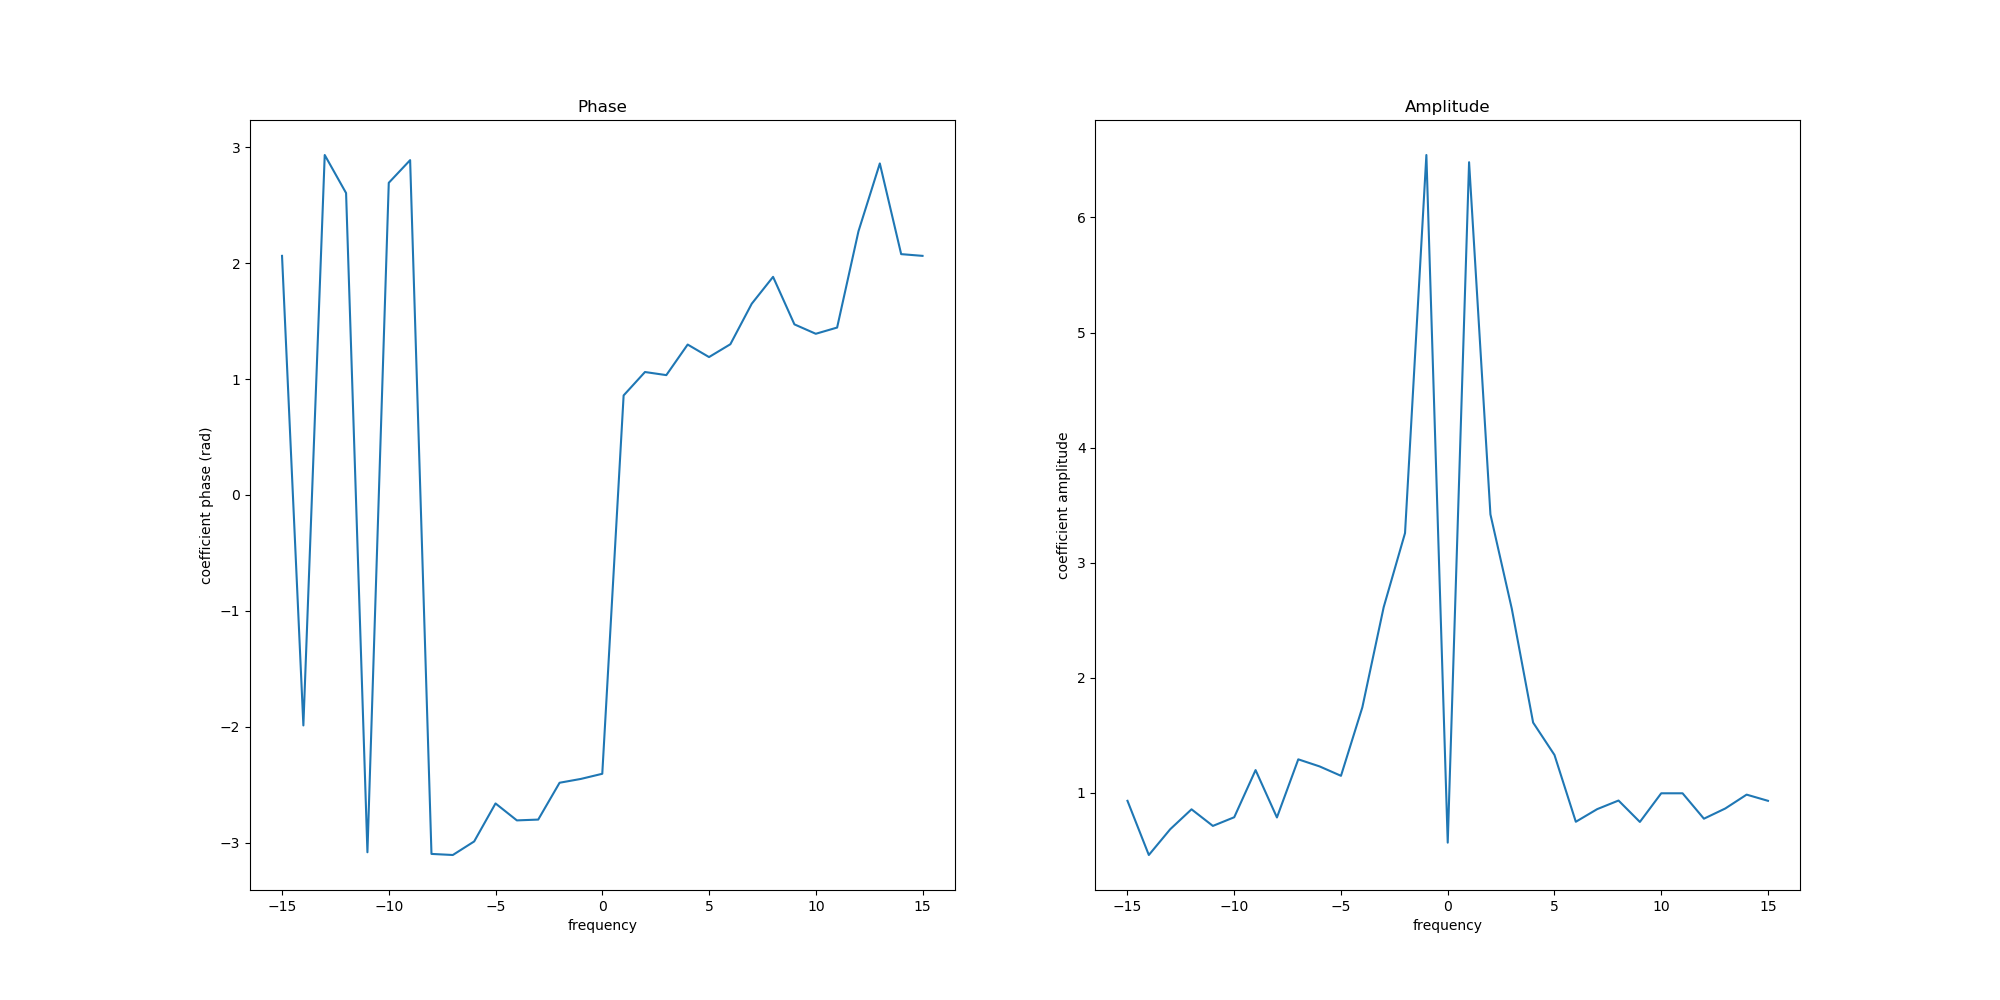 Phase
3
2
1
0
−1
−2
−3
coefficient phase (rad)
−15 −10 −5 0 5 10 15
frequency
Amplitude
6
5
4
3
2
1
coefficient amplitude
−15 −10 −5 0 5 10 15
frequency